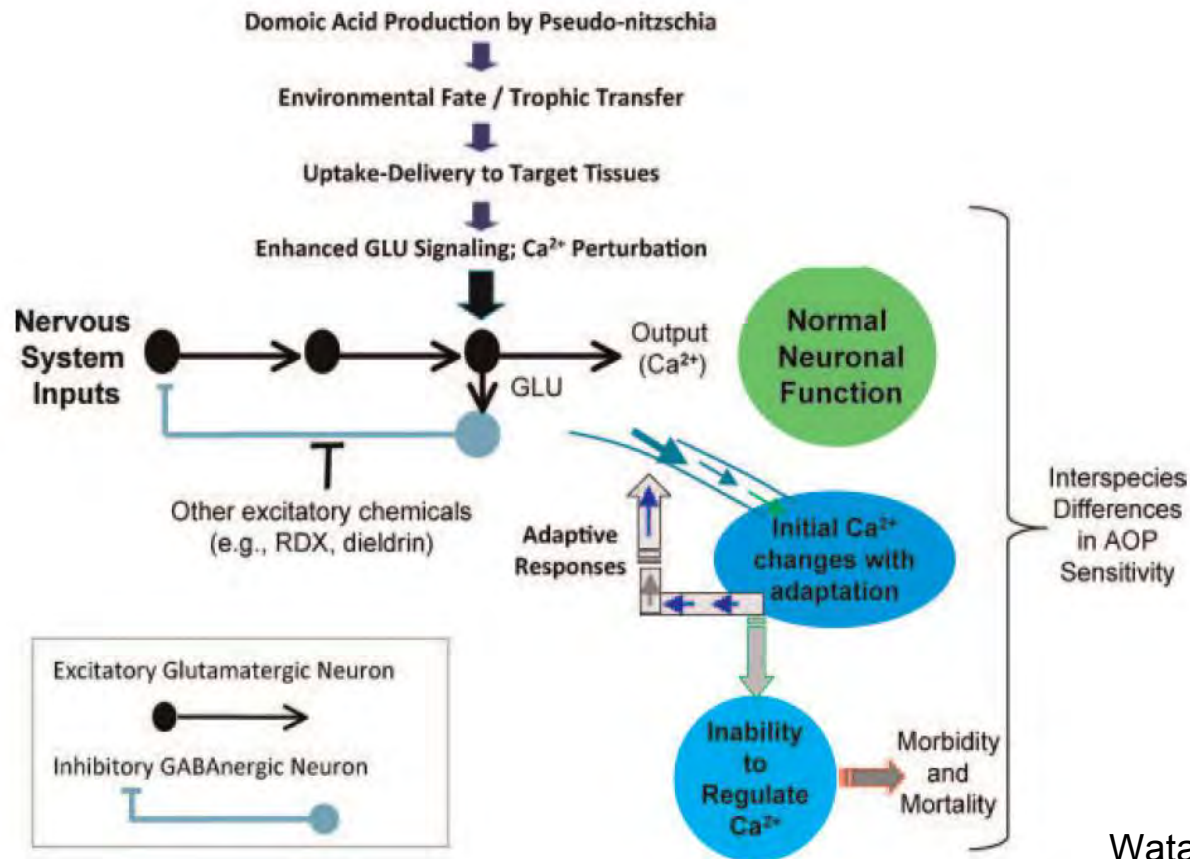 Domoic Acid Production by Pseudo-nitzschia
Environmental Fate / Trophic Transfer
Uptake-Delivery to Target Tissues
Enhanced GLU Signaling; Ca²⁺ Perturbation
Nervous
System
Inputs
GLU
Output
(Ca²⁺)
Normal
Neuronal
Function
Other excitatory chemicals
(e.g., RDX, dieldrin)
Adaptive
Responses
Initial Ca²⁺
changes with
adaptation
Interspecies
Differences
in AOP
Sensitivity
Excitatory Glutamatergic Neuron
Inhibitory GABAnergic Neuron
Inability
to
Regulate
Ca²⁺
Morbidity
and
Mortality
Wata